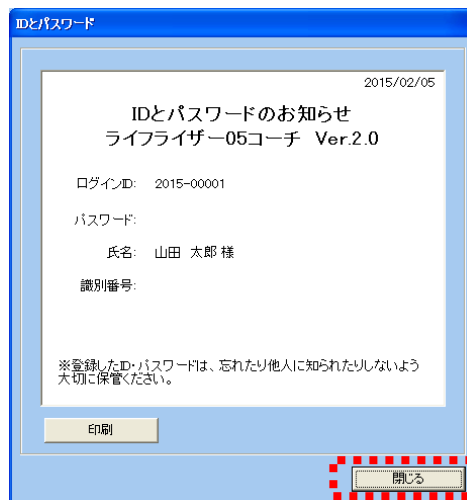 IDとパスワード
2015/02/05
IDとパスワードのお知らせ
ライフライザー05コーチ Ver.2.0
ログインID: 2015-00001
パスワード:
氏名: 山田 太郎 様
識別番号:
※登録したID・パスワードは、忘れたり他人に知られたりしないよう
大切に保管ください。
印刷
閉じる